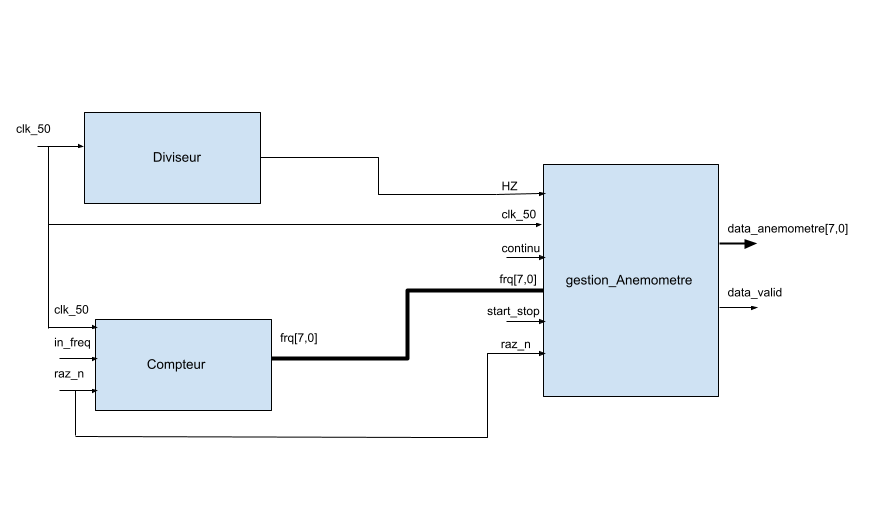 clk_50
Diviseur
HZ
clk_50
data_anemometre[7,0]
continu
frq[7,0]
gestion_Anemometre
data_valid
clk_50
start_stop
in_freq
frq[7,0]
raz_n
Compteur
raz_n